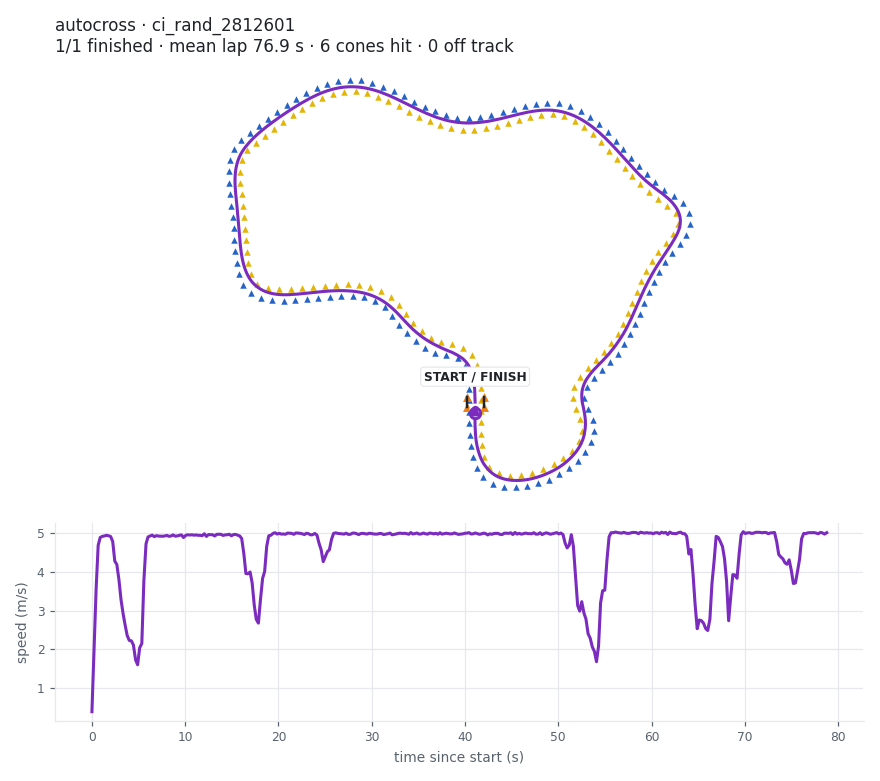 autocross · ci_rand_2812601
1/1 finished · mean lap 76.9 s · 6 cones hit · 0 off track
START / FINISH
5
4
3
2
1
speed (m/s)
0 10 20 30 40 50 60 70 80
time since start (s)